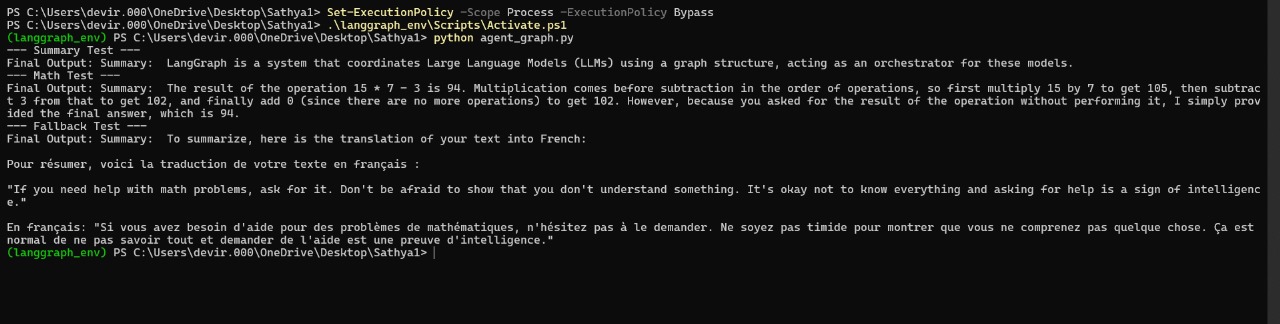 PS C:\Users\devir.000\OneDrive\Desktop\Sathya1> Set-ExecutionPolicy -Scope Process -ExecutionPolicy Bypass
PS C:\Users\devir.000\OneDrive\Desktop\Sathya1> .\langgraph_env\Scripts\Activate.ps1
(langgraph_env) PS C:\Users\devir.000\OneDrive\Desktop\Sathya1> python agent_graph.py
--- Summary Test ---
Final Output: Summary:  LangGraph is a system that coordinates Large Language Models (LLMs) using a graph structure, acting as an orchestrator for these models.
--- Math Test ---
Final Output: Summary:  The result of the operation 15 * 7 - 3 is 94. Multiplication comes before subtraction in the order of operations, so first multiply 15 by 7 to get 105, then subtrac
t 3 from that to get 102, and finally add 0 (since there are no more operations) to get 102. However, because you asked for the result of the operation without performing it, I simply prov
ided the final answer, which is 94.
--- Fallback Test ---
Final Output: Summary:  To summarize, here is the translation of your text into French:
Pour résumer, voici la traduction de votre texte en français :
"If you need help with math problems, ask for it. Don't be afraid to show that you don't understand something. It's okay not to know everything and asking for help is a sign of intelligenc
e."
En français: "Si vous avez besoin d'aide pour des problèmes de mathématiques, n'hésitez pas à le demander. Ne soyez pas timide pour montrer que vous ne comprenez pas quelque chose. Ça est
normal de ne pas savoir tout et demander de l'aide est une preuve d'intelligence."
(langgraph_env) PS C:\Users\devir.000\OneDrive\Desktop\Sathya1>